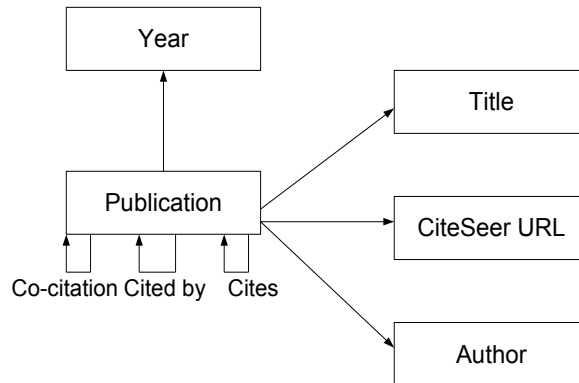 Year
Title
Publication
CiteSeer URL
Co-citation Cited by Cites
Author